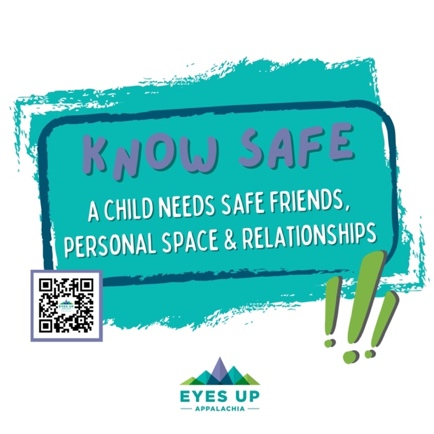 KNOW SAFE
A CHILD NEEDS SAFE FRIENDS,
PERSONAL SPACE & RELATIONSHIPS
!!!
EYES UP
APPALACHIA